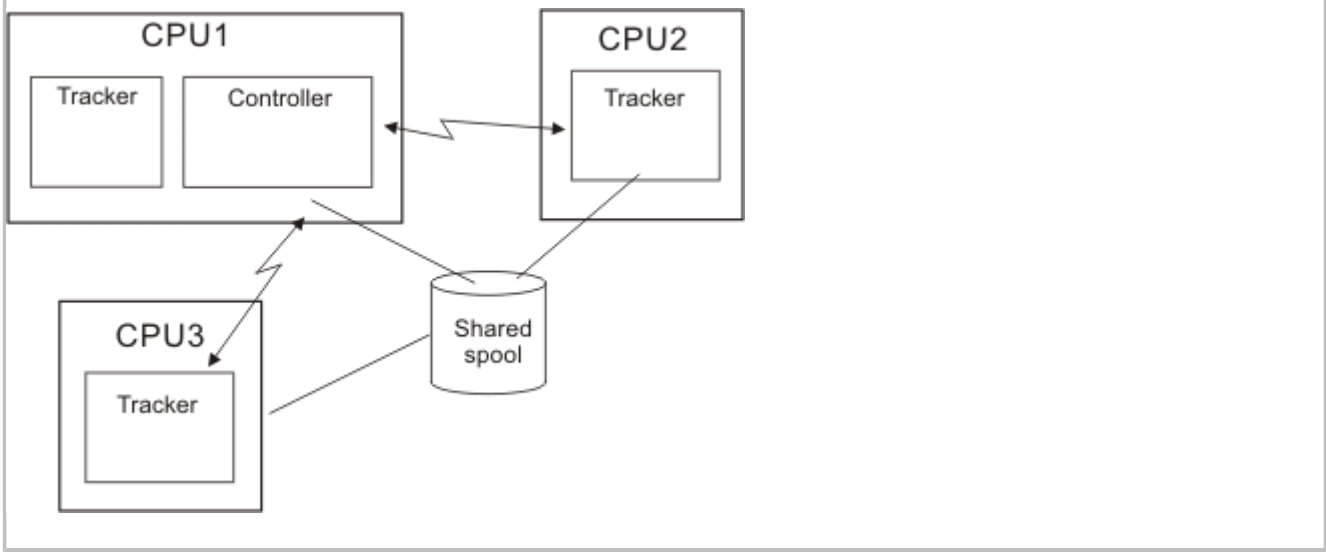 CPU1
Tracker
Controller
CPU2
Tracker
CPU3
Tracker
Shared
spool